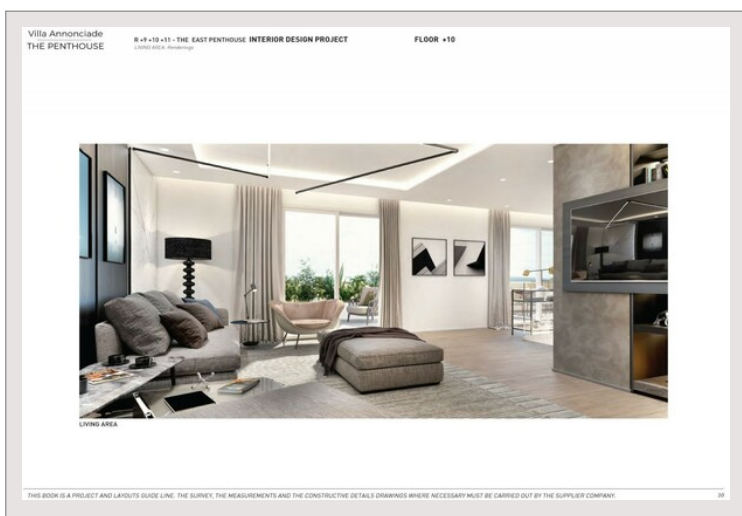 Villa Annonciade
THE PENTHOUSE
R +9 +10 +11 - THE EAST PENTHOUSE INTERIOR DESIGN PROJECT
LIVING AREA: Renderings
FLOOR +10
LIVING AREA
THIS BOOK IS A PROJECT AND LAYOUTS GUIDE LINE. THE SURVEY, THE MEASUREMENTS AND THE CONSTRUCTIVE DETAILS DRAWINGS WHERE NECESSARY MUST BE CARRIED OUT BY THE SUPPLIER COMPANY.